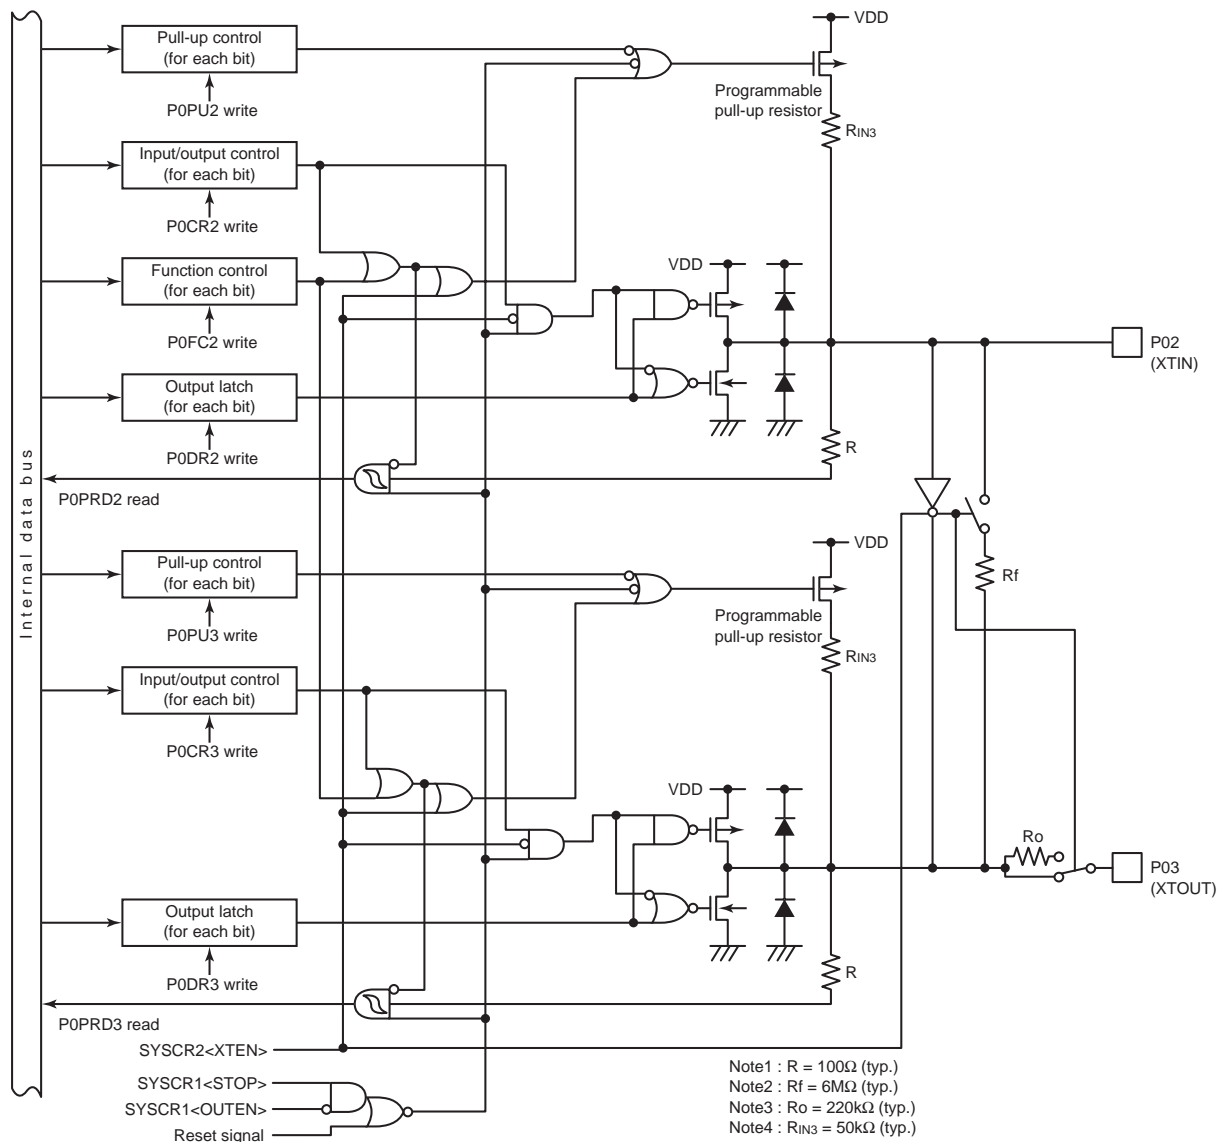 VDD
Pull-up control
(for each bit)
P0PU2 write
Programmable
pull-up resistor
RIN3
Input/output control
(for each bit)
P0CR2 write
Function control
(for each bit)
P0FC2 write
VDD
P02
(XTIN)
Output latch
(for each bit)
P0DR2 write
R
P0PRD2 read
Internal data bus
VDD
Pull-up control
(for each bit)
P0PU3 write
Rf
Programmable
pull-up resistor
RIN3
Input/output control
(for each bit)
P0CR3 write
VDD
Ro
P03
(XTOUT)
Output latch
(for each bit)
P0DR3 write
R
P0PRD3 read
SYSCR2<XTEN>
SYSCR1<STOP>
SYSCR1<OUTEN>
Reset signal
Note1 : R = 100Ω (typ.)
Note2 : Rf = 6MΩ (typ.)
Note3 : Ro = 220kΩ (typ.)
Note4 : RIN3 = 50kΩ (typ.)